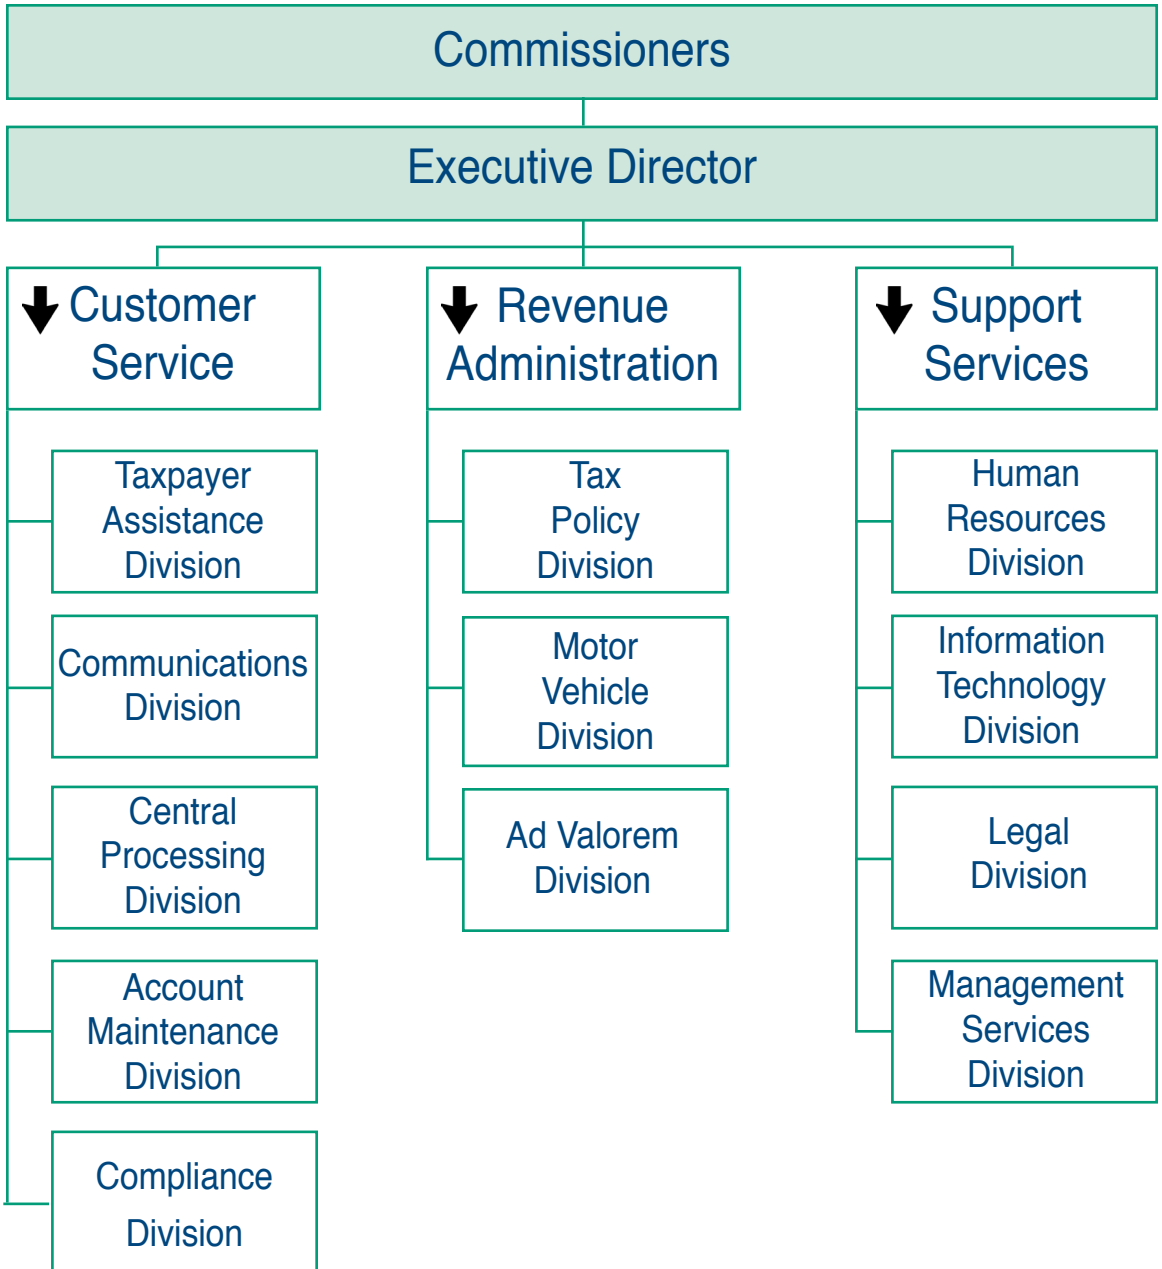 Commissioners
Executive Director
Customer
Service
Taxpayer
Assistance
Division
Communications
Division
Central
Processing
Division
Account
Maintenance
Division
Compliance
Division
Revenue
Administration
Tax
Policy
Division
Motor
Vehicle
Division
Ad Valorem
Division
Support
Services
Human
Resources
Division
Information
Technology
Division
Legal
Division
Management
Services
Division